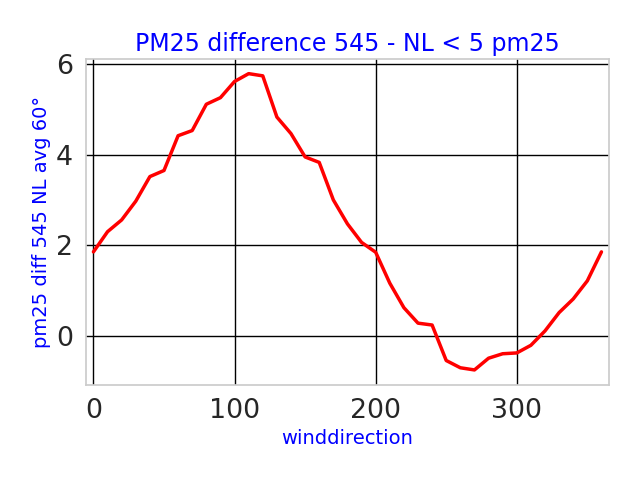 PM25 difference 545 - NL < 5 pm25
pm25 diff 545 NL avg 60°
6
4
2
0
0 100 200 300
winddirection